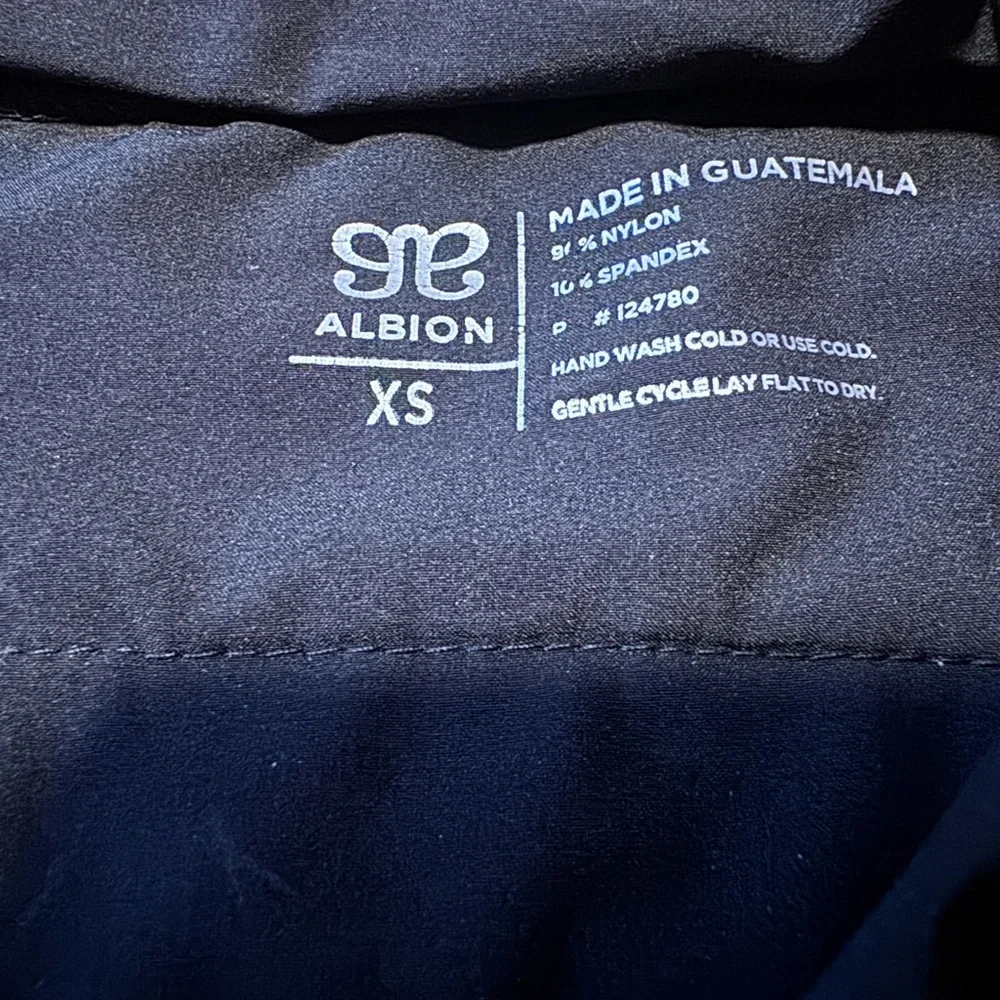 ALBION
XS
MADE IN GUATEMALA
% NYLON
% SPANDEX
P # 124780
HAND WASH COLD OR USE COLD.
GENTLE CYCLE LAY FLAT TO DRY.